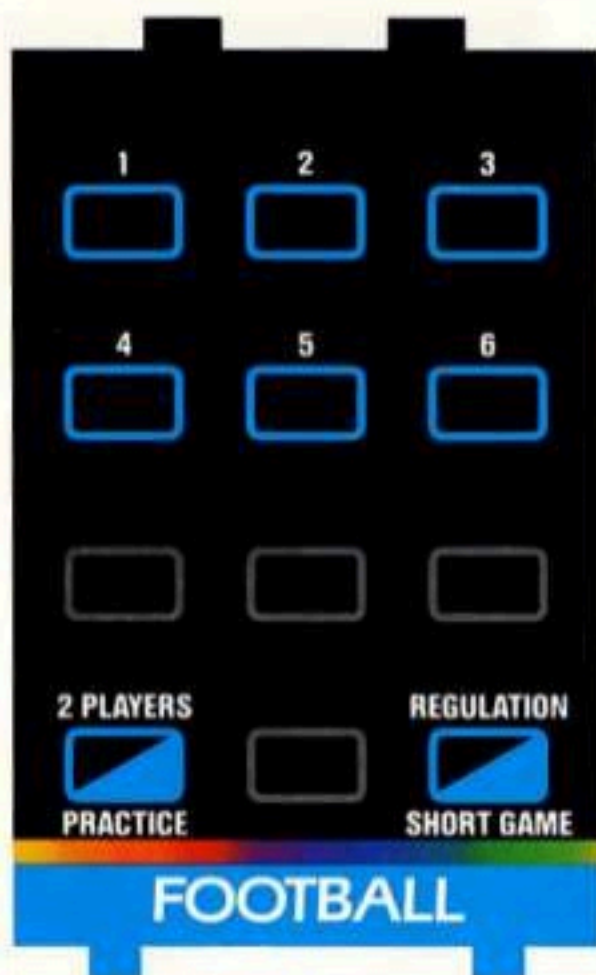 1 2 3
4 5 6
2 PLAYERS REGULATION
PRACTICE SHORT GAME
FOOTBALL